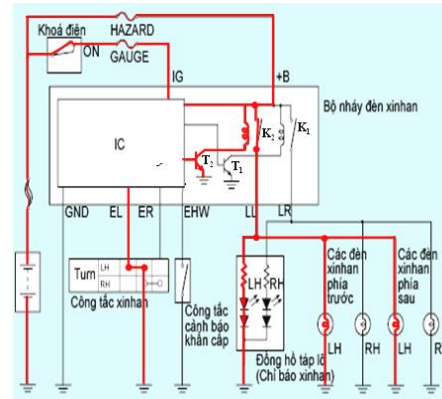 Khoá điện
HAZARD
ON
GAUGE
IG
+B
Bộ nháy đèn xinhan
IC
K₂
K₁
T₂
T₁
GND
EL
ER
EHW
LL
LR
Turn
LH
RH
Công tắc xinhan
Công tắc
cảnh báo
khẩn cấp
LH
RH
Đồng hồ táp lô
(Chỉ báo xinhan)
Các đèn
xinhan
phía
trước
Các đèn
xinhan
phía
sau
LH
RH
LH
R